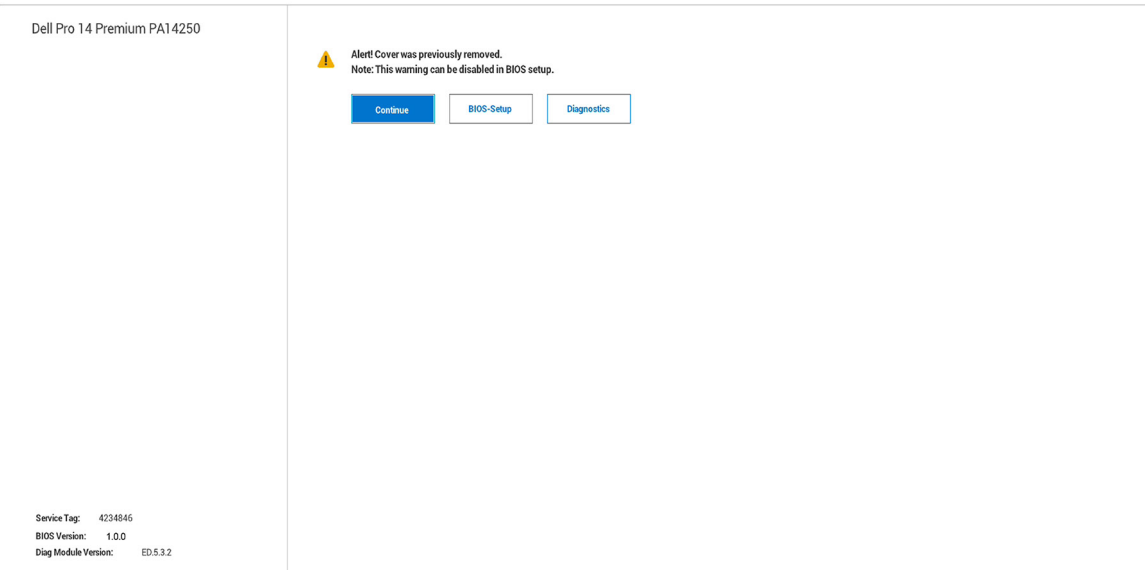 Dell Pro 14 Premium PA14250
Alert! Cover was previously removed.
Note: This warning can be disabled in BIOS setup.
Continue
BIOS-Setup
Diagnostics
Service Tag: 4234846
BIOS Version: 1.0.0
Diag Module Version: ED.5.3.2